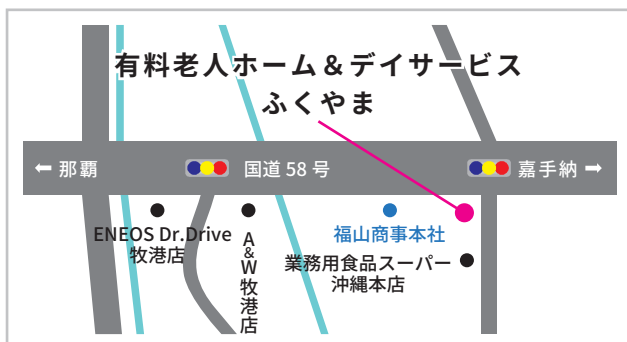 有料老人ホーム＆デイサービス
ふくやま
← 那覇
国道 58 号
嘉手納 →
ENEOS Dr.Drive
牧港店
A&W牧港店
福山商事本社
業務用食品スーパー
沖縄本店